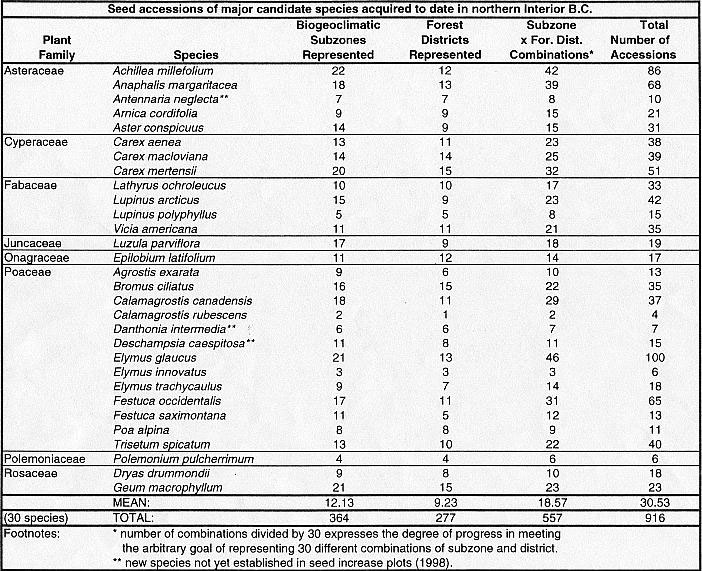 Seed accessions of major candidate species acquired to date in northern Interior B.C.
Biogeoclimatic Forest Subzone Total
Plant Subzones Districts x For. Dist. Number of
Family Species Represented Represented Combinations* Accessions
Asteraceae Achillea millefolium 22 12 42 86
Anaphalis margaritacea 18 13 39 68
Antennaria neglecta** 7 7 8 10
Arnica cordifolia 9 9 15 21
Aster conspicuus 14 9 15 31
Cyperaceae Carex aenea 13 11 23 38
Carex macloviana 14 14 25 39
Carex mertensii 20 15 32 51
Fabaceae Lathyrus ochroleucus 10 10 17 33
Lupinus arcticus 15 9 23 42
Lupinus polyphyllus 5 5 8 15
Vicia americana 11 11 21 35
Juncaceae Luzula parviflora 17 9 18 19
Onagraceae Epilobium latifolium 11 12 14 17
Poaceae Agrostis exarata 9 6 10 13
Bromus ciliatus 16 15 22 35
Calamagrostis canadensis 18 11 29 37
Calamagrostis rubescens 2 1 2 4
Danthonia intermedia** 6 6 7 7
Deschampsia caespitosa** 11 8 11 15
Elymus glaucus 21 13 46 100
Elymus innovatus 3 3 3 6
Elymus trachycaulus 9 7 14 18
Festuca occidentalis 17 11 31 65
Festuca saximontana 11 5 12 13
Poa alpina 8 8 9 11
Trisetum spicatum 13 10 22 40
Polemoniaceae Polemonium pulcherrimum 4 4 6 6
Rosaceae Dryas drummondii 9 8 10 18
Geum macrophyllum 21 15 23 23
MEAN: 12.13 9.23 18.57 30.53
(30 species) TOTAL: 364 277 557 916
Footnotes: * number of combinations divided by 30 expresses the degree of progress in meeting
the arbitrary goal of representing 30 different combinations of subzone and district.
** new species not yet established in seed increase plots (1998).